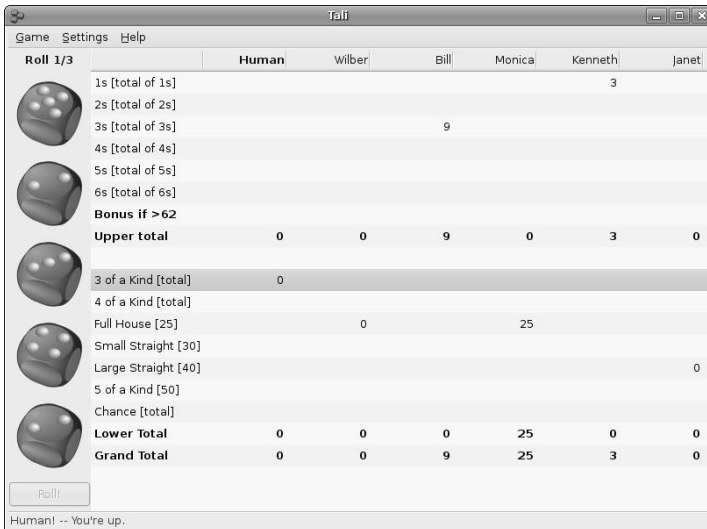 Tali
Game Settings Help
Roll 1/3 Human Wilber Bill Monica Kenneth Janet
1s [total of 1s] 3
2s [total of 2s]
3s [total of 3s] 9
4s [total of 4s]
5s [total of 5s]
6s [total of 6s]
Bonus if >62
Upper total 0 0 9 0 3 0
3 of a Kind [total] 0
4 of a Kind [total]
Full House [25] 0 25
Small Straight [30]
Large Straight [40] 0
5 of a Kind [50]
Chance [total]
Lower Total 0 0 0 25 0 0
Grand Total 0 0 9 25 3 0
Roll!
Human! -- You're up.